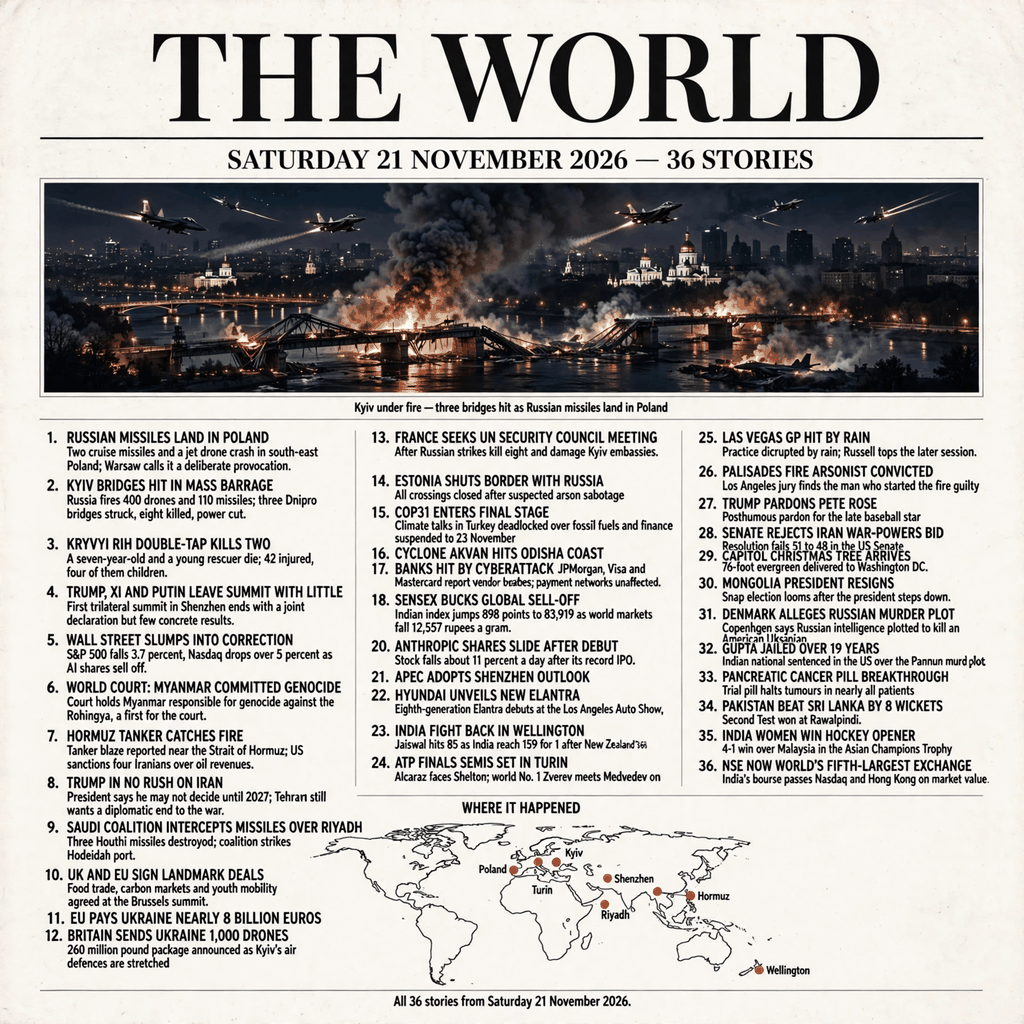 THE WORLD
SATURDAY 21 NOVEMBER 2026 — 36 STORIES
Kyiv under fire — three bridges hit as Russian missiles land in Poland
1. RUSSIAN MISSILES LAND IN POLAND
Two cruise missiles and a jet drone crash in south-east
Poland; Warsaw calls it a deliberate provocation.
2. KYIV BRIDGES HIT IN MASS BARRAGE
Russia fires 400 drones and 110 missiles; three Dnipro
bridges struck, eight killed, power cut.
3. KRYVYI RIH DOUBLE-TAP KILLS TWO
A seven-year-old and a young rescuer die; 42 injured,
four of them children.
4. TRUMP, XI AND PUTIN LEAVE SUMMIT WITH LITTLE
First trilateral summit in Shenzhen ends with a joint
declaration but few concrete results.
5. WALL STREET SLUMPS INTO CORRECTION
S&P 500 falls 3.7 percent, Nasdaq drops over 5 percent as
AI shares sell off.
6. WORLD COURT: MYANMAR COMMITTED GENOCIDE
Court holds Myanmar responsible for genocide against the
Rohingya, a first for the court.
7. HORMUZ TANKER CATCHES FIRE
Tanker blaze reported near the Strait of Hormuz; US
sanctions four Iranians over oil revenues.
8. TRUMP IN NO RUSH ON IRAN
President says he may not decide until 2027; Tehran still
wants a diplomatic end to the war.
9. SAUDI COALITION INTERCEPTS MISSILES OVER RIYADH
Three Houthi missiles destroyod; coalition strikes
Hodeidah port.
10. UK AND EU SIGN LANDMARK DEALS
Food trade, carbon markets and youth mobility
agreed at the Brussels summit.
11. EU PAYS UKRAINE NEARLY 8 BILLION EUROS
12. BRITAIN SENDS UKRAINE 1,000 DRONES
260 million pound package announced as Kyiv's air
defences are stretched
13. FRANCE SEEKS UN SECURITY COUNCIL MEETING
After Russian strikes kill eight and damage Kyiv embassies.
14. ESTONIA SHUTS BORDER WITH RUSSIA
All crossings closed after suspected arson sabotage
15. COP31 ENTERS FINAL STAGE
Climate talks in Turkey deadlocked over fossil fuels and finance
suspended to 23 November
16. CYCLONE AKVAN HITS ODISHA COAST
17. BANKS HIT BY CYBERATTACK JPMorgan, Visa and
Mastercard report vendor payment networks unaffected.
18. SENSEX BUCKS GLOBAL SELL-OFF
Indian index jumps 898 points to 83,919 as world markets
fall 12,557 rupees a gram.
20. ANTHROPIC SHARES SLIDE AFTER DEBUT
Stock falls about 11 percent a day after its record IPO.
21. APEC ADOPTS SHENZHEN OUTLOOK
22. HYUNDAI UNVEILS NEW ELANTRA
Eighth-generation Elantra debuts at the Los Angeles Auto Show,
23. INDIA FIGHT BACK IN WELLINGTON
Jaiswal hits 85 as India reach 159 for 1 after New Zealand
24. ATP FINALS SEMIS SET IN TURIN
Alcaraz faces Shelton; world No. 1 Zverev meets Medvedev on
25. LAS VEGAS GP HIT BY RAIN
Practice disrupted by rain; Russell tops the later session.
26. PALISADES FIRE ARSONIST CONVICTED
Los Angeles jury finds the man who started the fire guilty
27. TRUMP PARDONS PETE ROSE
Posthumous pardon for the late baseball star
28. SENATE REJECTS IRAN WAR-POWERS BID
Resolution fails 51 to 48 in the US Senate
29. CAPITOL CHRISTMAS TREE ARRIVES
76-foot evergreen delivered to Washington DC.
30. MONGOLIA PRESIDENT RESIGNS
Snap election looms after the president steps down.
31. DENMARK ALLEGES RUSSIAN MURDER PLOT
Copenhgen says Russian intelligence plotted to kill an
American
32. GUPTA JAILED OVER 19 YEARS
Indian national sentenced in the US over the Pannun murd plot
33. PANCREATIC CANCER PILL BREAKTHROUGH
Trial pill halts tumours in nearly all patients
34. PAKISTAN BEAT SRI LANKA BY 8 WICKETS
Second Test won at Rawalpindi.
35. INDIA WOMEN WIN HOCKEY OPENER
4-1 win over Malaysia in the Asian Champions Trophy
36. NSE NOW WORLD'S FIFTH-LARGEST EXCHANGE
India's bourse passes Nasdaq and Hong Kong on market value.
WHERE IT HAPPENED
Kyiv
Poland
Turin
Shenzhen
Hormuz
Riyadh
Wellington
All 36 stories from Saturday 21 November 2026.